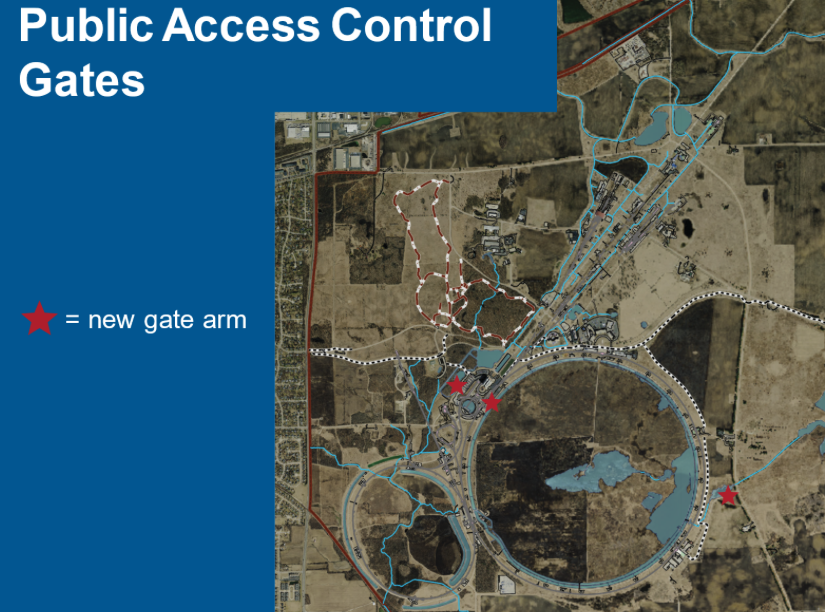 Public Access Control
Gates
= new gate arm